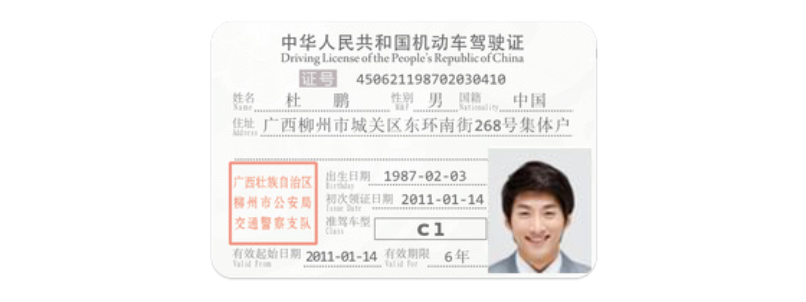 中华人民共和国机动车驾驶证
Driving License of the People's Republic of China
证号 450621198702030410
姓名 杜 鹏 性别 男 国籍 中国
Name Sex Nationality
住址 广西柳州市城关区东环南街268号集体户
Address
广西壮族自治区
柳州市公安局
交通警察支队
出生日期 1987-02-03
Birthday
初次领证日期 2011-01-14
Issue Date
准驾车型 C1
Class
有效起始日期 2011-01-14 有效期限 6年
Valid From Valid For